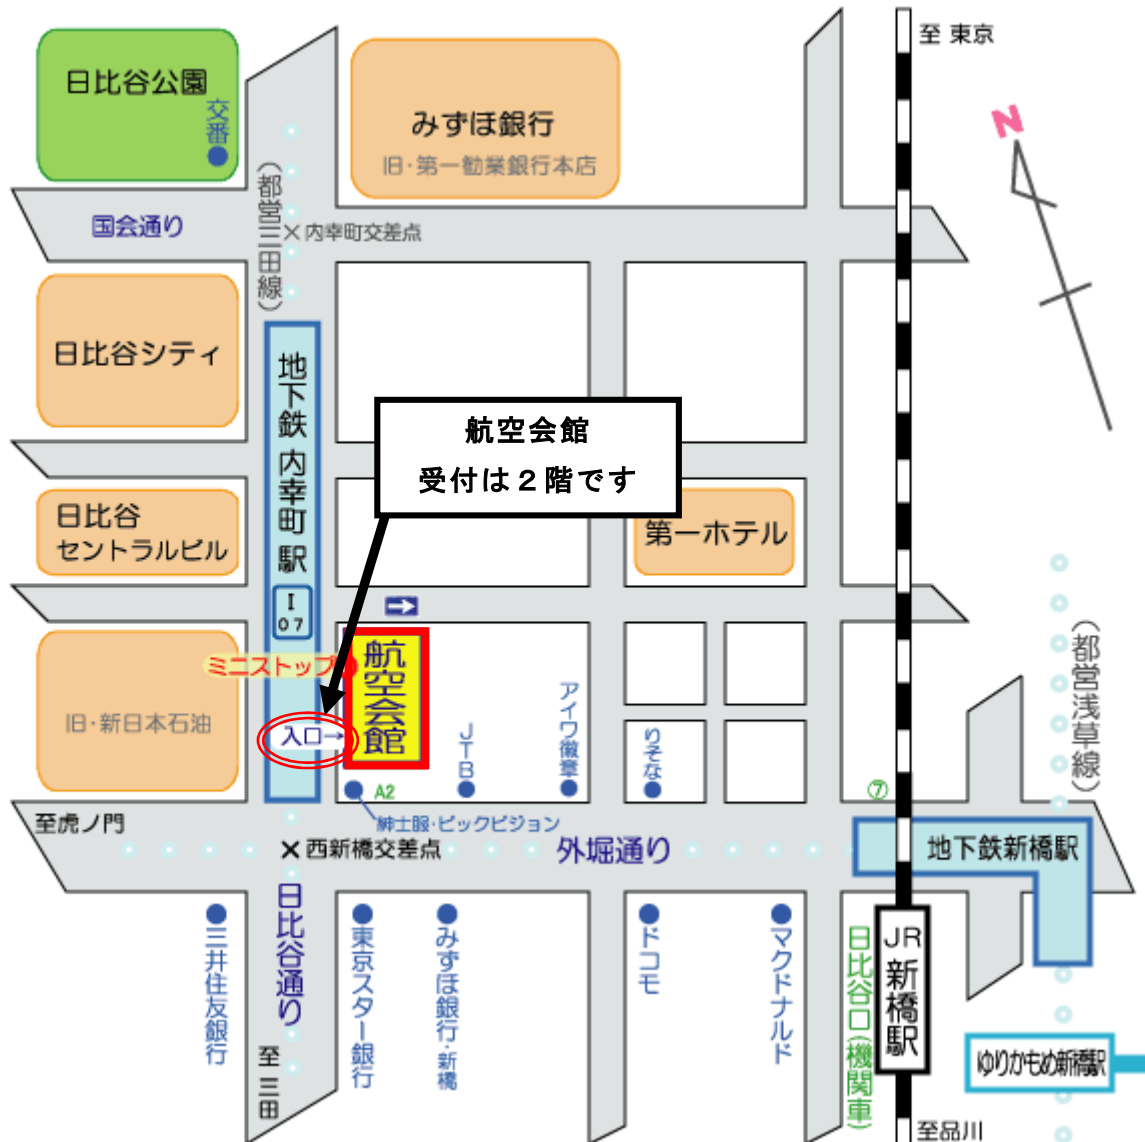 至 東京
日比谷公園
交番
みずほ銀行
旧・第一勧業銀行本店
N
(都営三田線)
国会通り
×内幸町交差点
日比谷シティ
地下鉄 内幸町 駅
I
07
航空会館
受付は２階です
日比谷
セントラルビル
第一ホテル
ミニストップ
航空会館
旧・新日本石油
入口→
JTB
アイワ徽章
りそな
(都営浅草線)
A2
⑦
紳士服・ビックビジョン
至虎ノ門
×西新橋交差点
外堀通り
地下鉄新橋駅
日比谷通り
三井住友銀行
東京スター銀行
みずほ銀行・新橋
ドコモ
マクドナルド
日比谷口(機関車)
JR新橋駅
ゆりかもめ新橋駅
至 三田
至品川